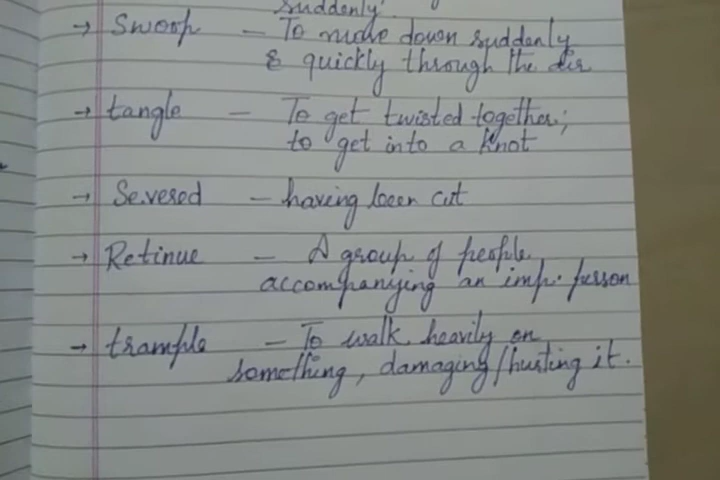 suddenly
→ Swoop – To move down suddenly
& quickly through the air
→ tangle – To get twisted together;
to get into a knot
→ Severed – having been cut
→ Retinue – A group of people
accompanying an imp. person
→ trample – To walk heavily on
something, damaging/hurting it.